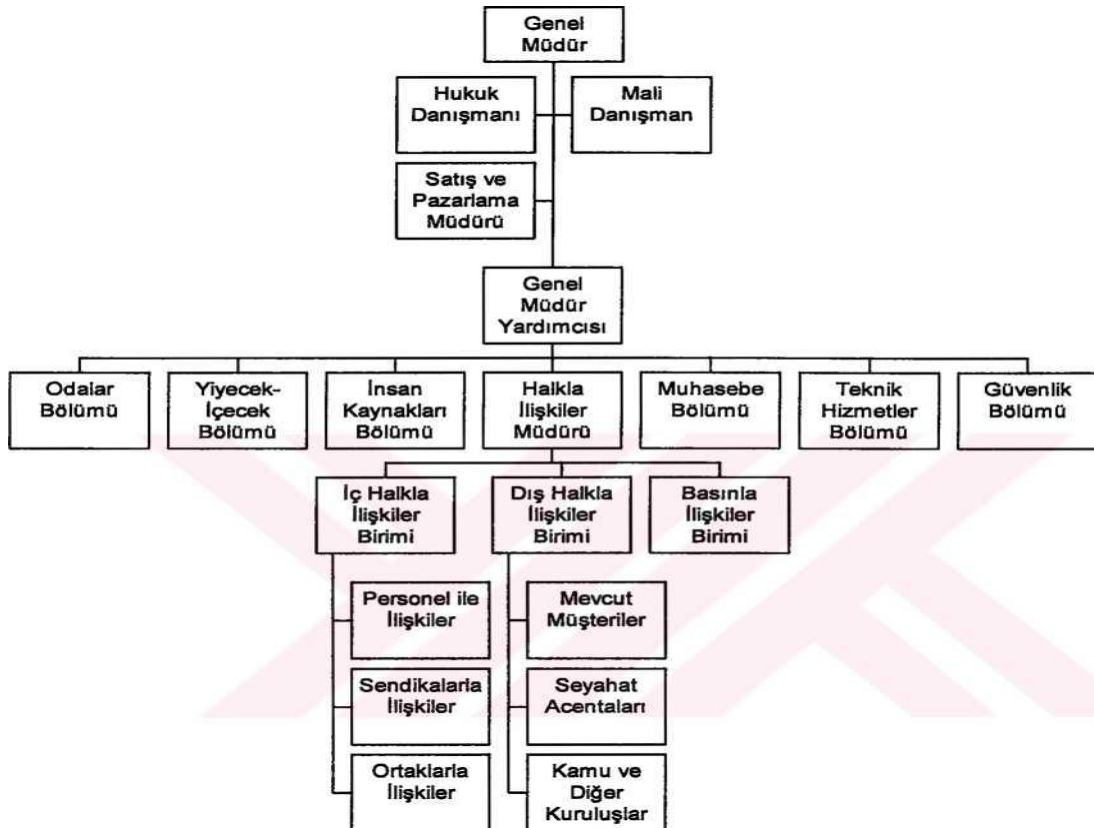 Genel
Müdür
Hukuk
Danışmanı
Mali
Danışman
Satış ve
Pazarlama
Müdürü
Genel
Müdür
Yardımcısı
Odalar
Bölümü
Yiyecek-
İçecek
Bölümü
İnsan
Kaynakları
Bölümü
Halkla
İlişkiler
Müdürü
Muhasebe
Bölümü
Teknik
Hizmetler
Bölümü
Güvenlik
Bölümü
İç Halkla
İlişkiler
Birimi
Dış Halkla
İlişkiler
Birimi
Basınla
İlişkiler
Birimi
Personel ile
İlişkiler
Sendikalarla
İlişkiler
Ortaklarla
İlişkiler
Mevcut
Müşteriler
Seyahat
Acentaları
Kamu ve
Diğer
Kuruluşlar